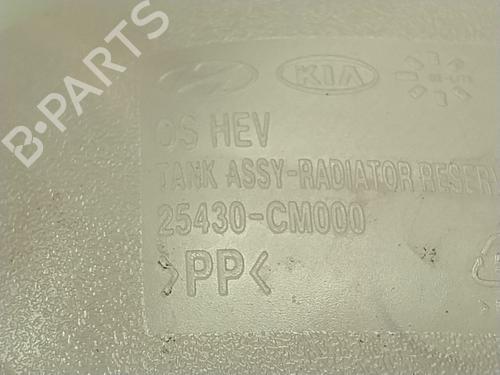 B-PARTS
KIA
OS HEV
TANK ASSY-RADIATOR RESER
25430-CM000
>PP<